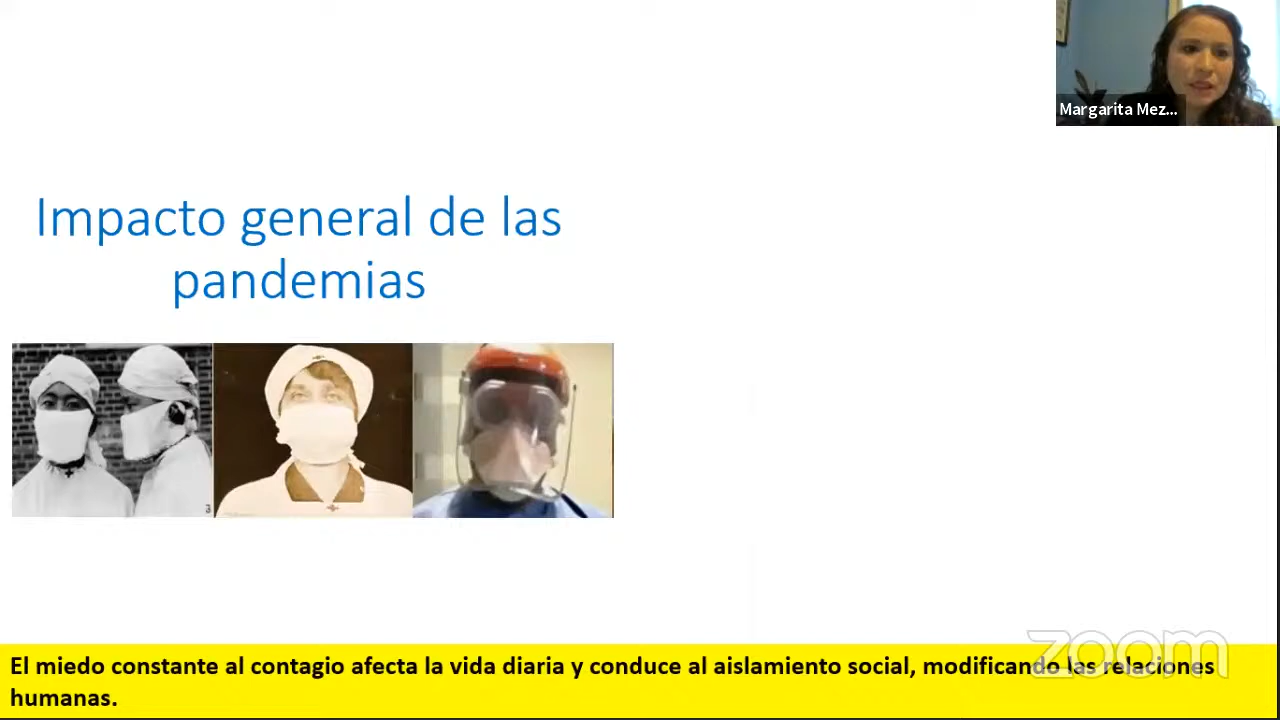 Margarita Mez...
Impacto general de las
pandemias
El miedo constante al contagio afecta la vida diaria y conduce al aislamiento social, modificando las relaciones
humanas.
zoom